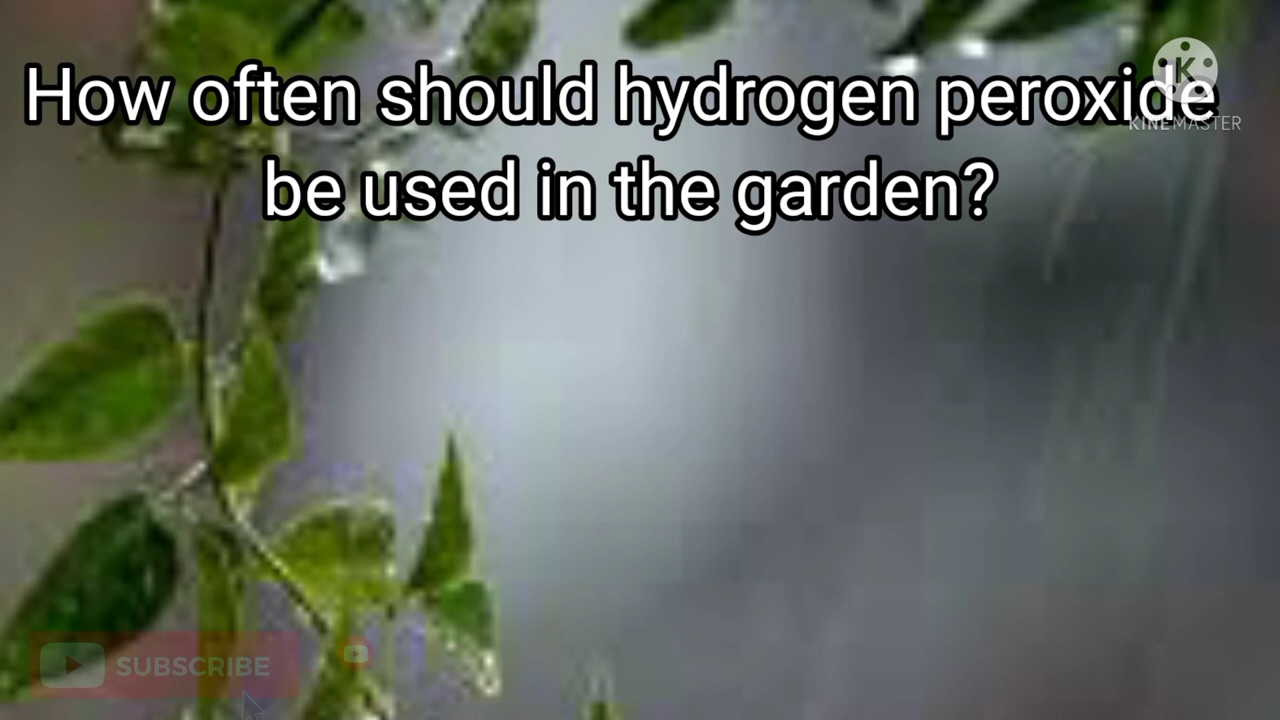 How often should hydrogen peroxide
be used in the garden?
K
KINEMASTER
SUBSCRIBE